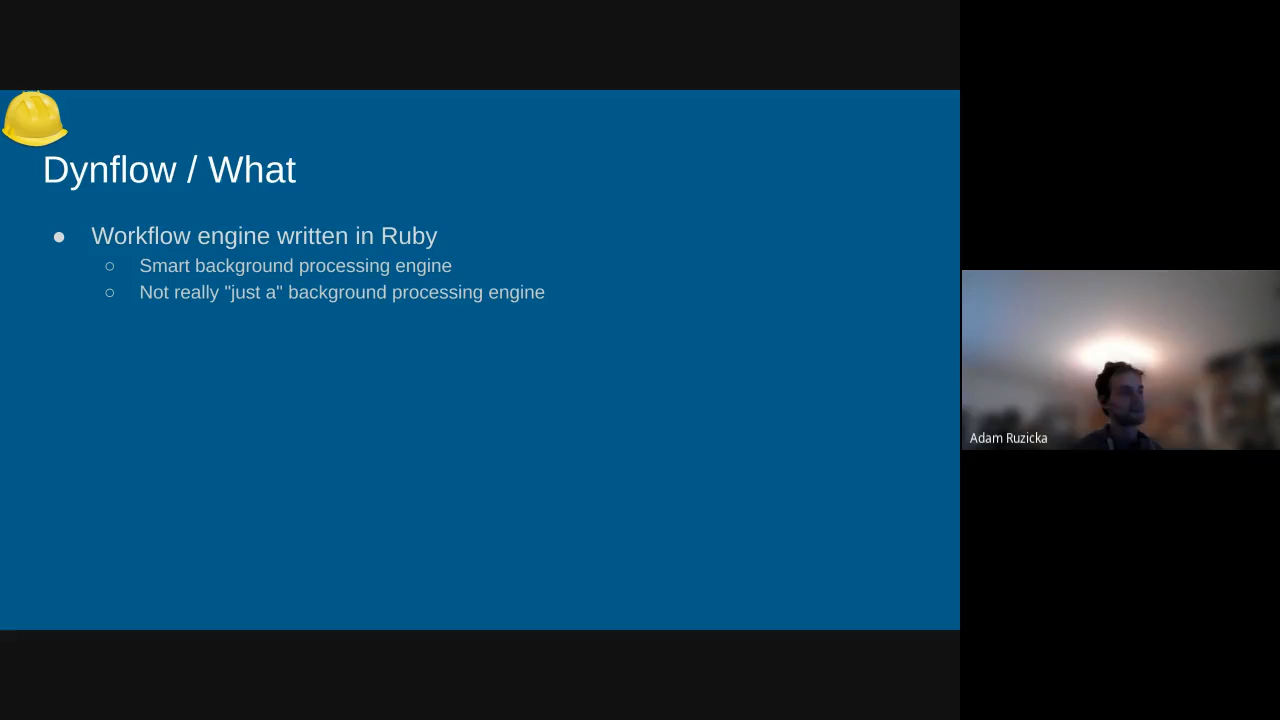 Dynflow / What
● Workflow engine written in Ruby
○ Smart background processing engine
○ Not really "just a" background processing engine
Adam Ruzicka